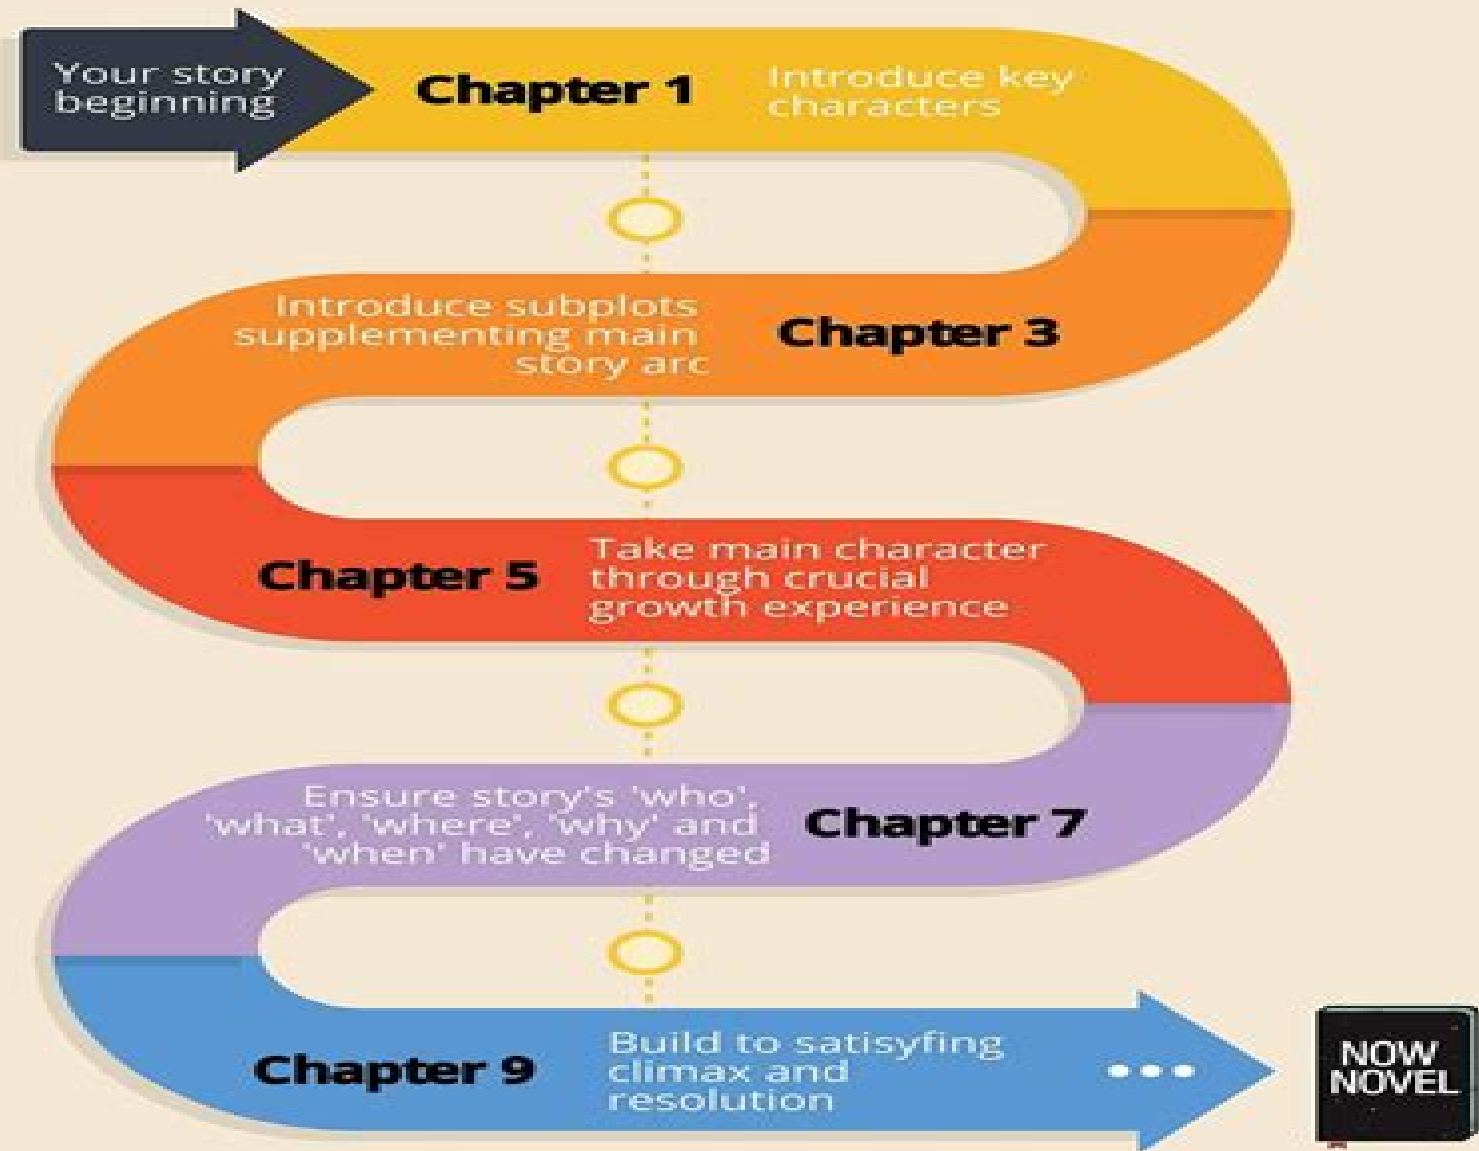 Your story
beginning
Chapter 1
Introduce key
characters
Introduce subplots
supplementing main
story arc
Chapter 3
Chapter 5
Take main character
through crucial
growth experience
Ensure story's 'who',
'what', 'where', 'why' and
'when' have changed
Chapter 7
Chapter 9
Build to satisyfing
climax and
resolution
NOW
NOVEL